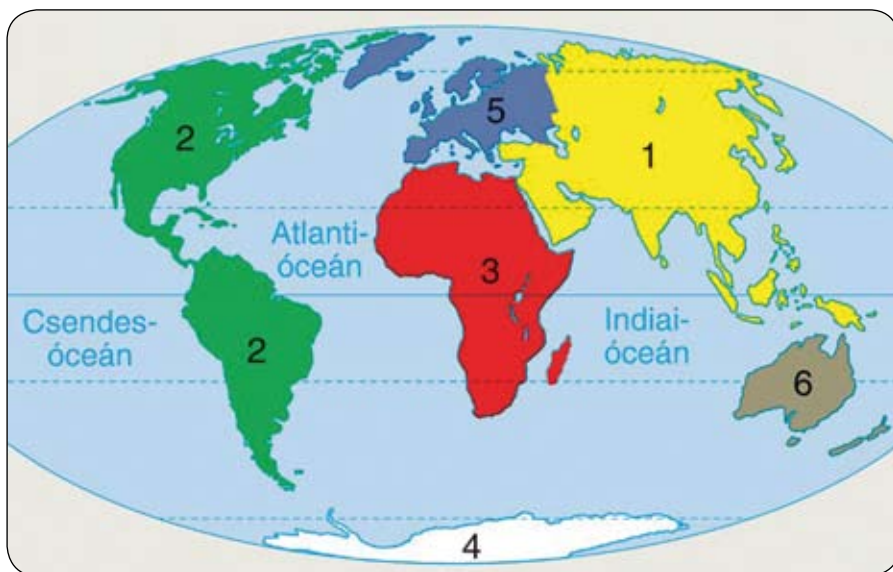 5
2
1
Atlanti-
óceán
3
Csendes-
óceán
2
Indiai-
óceán
6
4